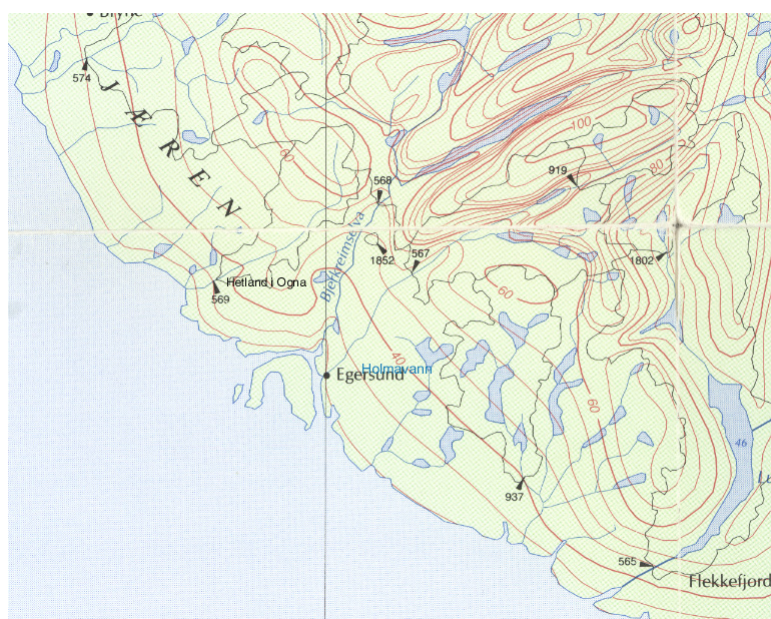 Bryne
574
JÆREN
60
100
568
919
80
Bjerkreimselva
1852
567
1802
Hetland i Ogna
569
60
40
Holmavann
Egersund
60
46
937
565
Flekkefjord